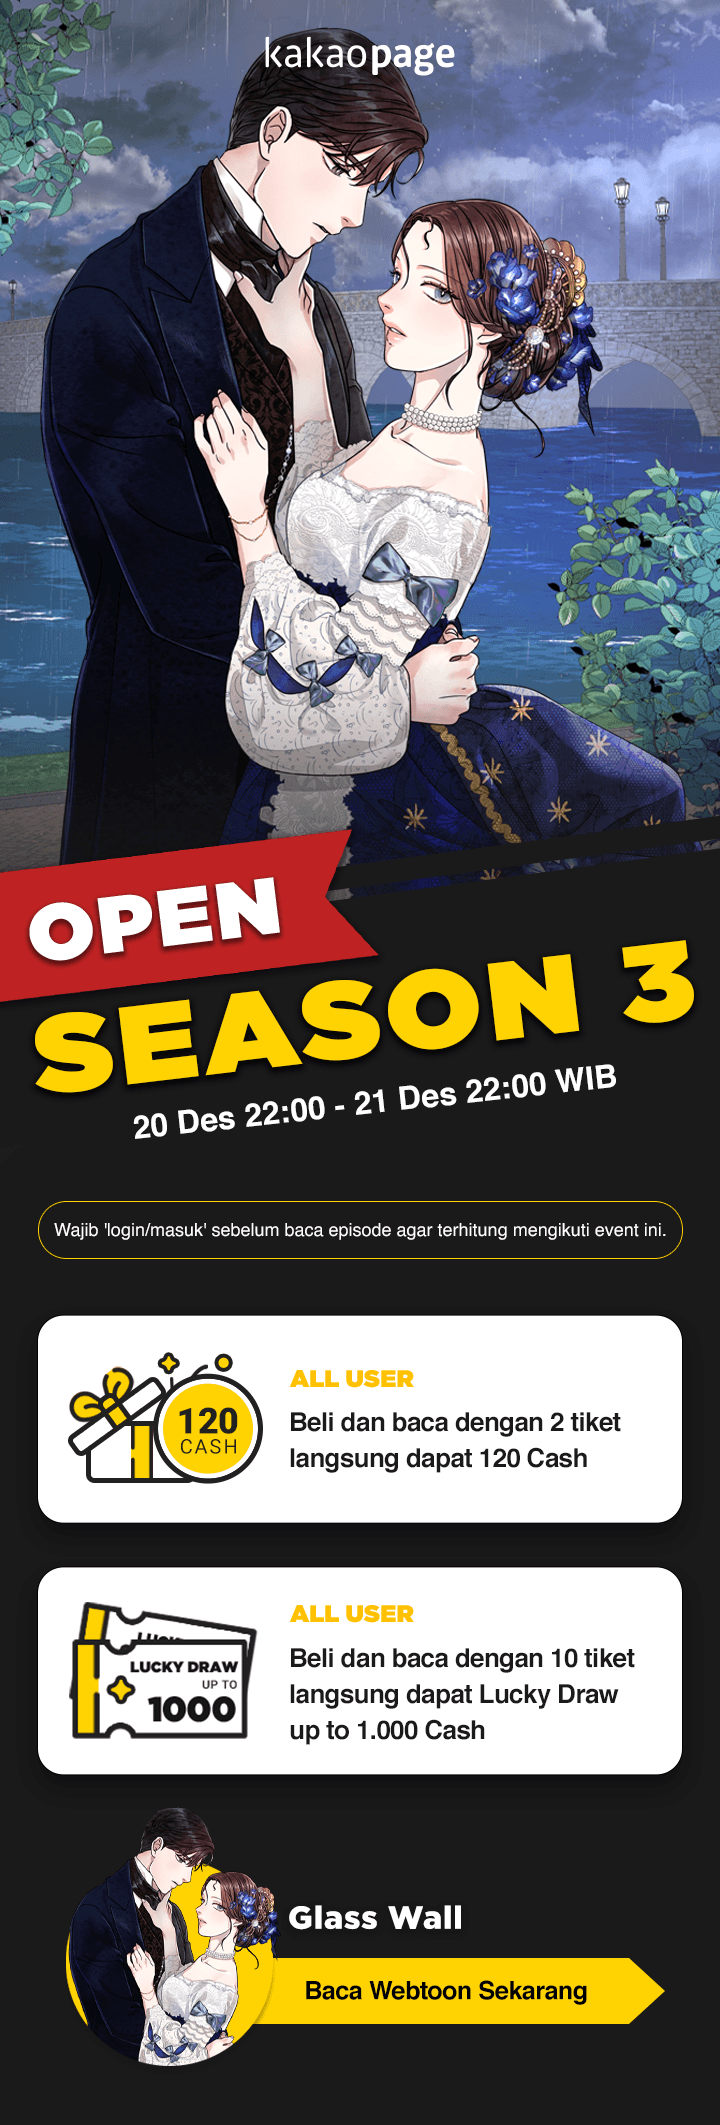 kakaopage
OPEN
SEASON 3
20 Des 22:00 - 21 Des 22:00 WIB
Wajib 'login/masuk' sebelum baca episode agar terhitung mengikuti event ini.
120
CASH
ALL USER
Beli dan baca dengan 2 tiket
langsung dapat 120 Cash
LUCKY DRAW
UP TO
1000
ALL USER
Beli dan baca dengan 10 tiket
langsung dapat Lucky Draw
up to 1.000 Cash
Glass Wall
Baca Webtoon Sekarang